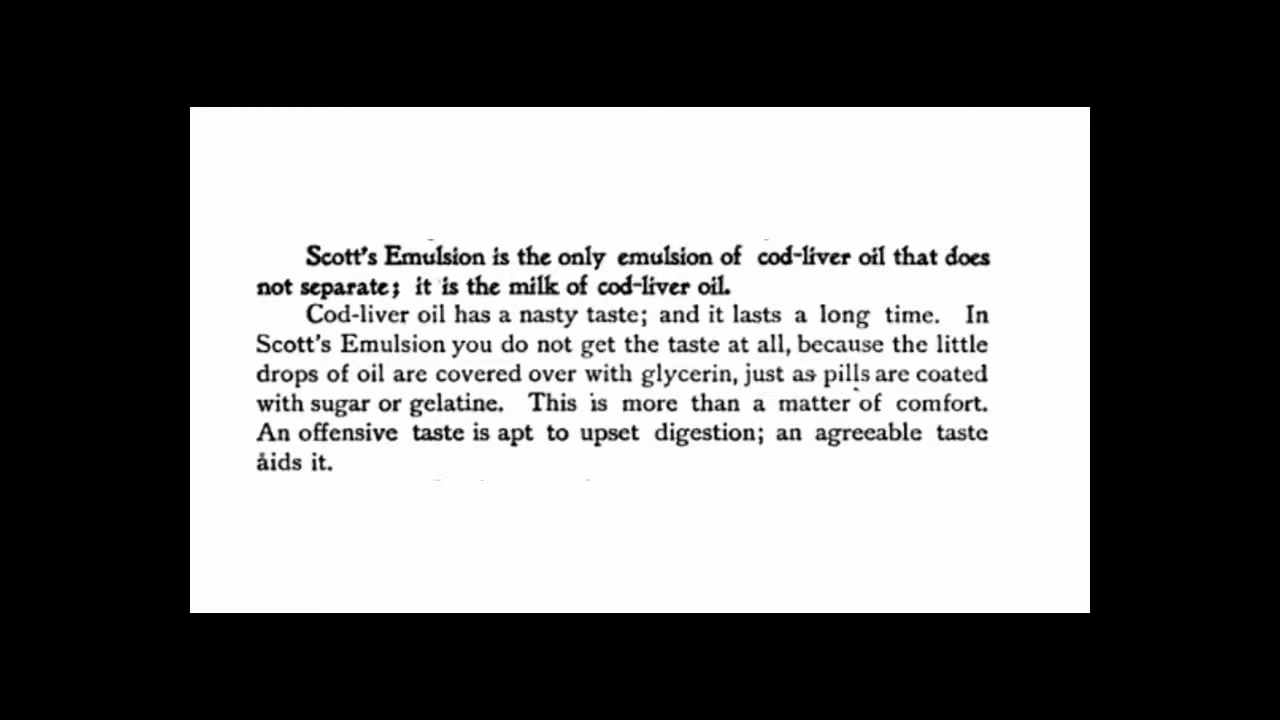 Scott's Emulsion is the only emulsion of cod-liver oil that does
not separate; it is the milk of cod-liver oil.
Cod-liver oil has a nasty taste; and it lasts a long time. In
Scott's Emulsion you do not get the taste at all, because the little
drops of oil are covered over with glycerin, just as pills are coated
with sugar or gelatine. This is more than a matter of comfort.
An offensive taste is apt to upset digestion; an agreeable taste
aids it.